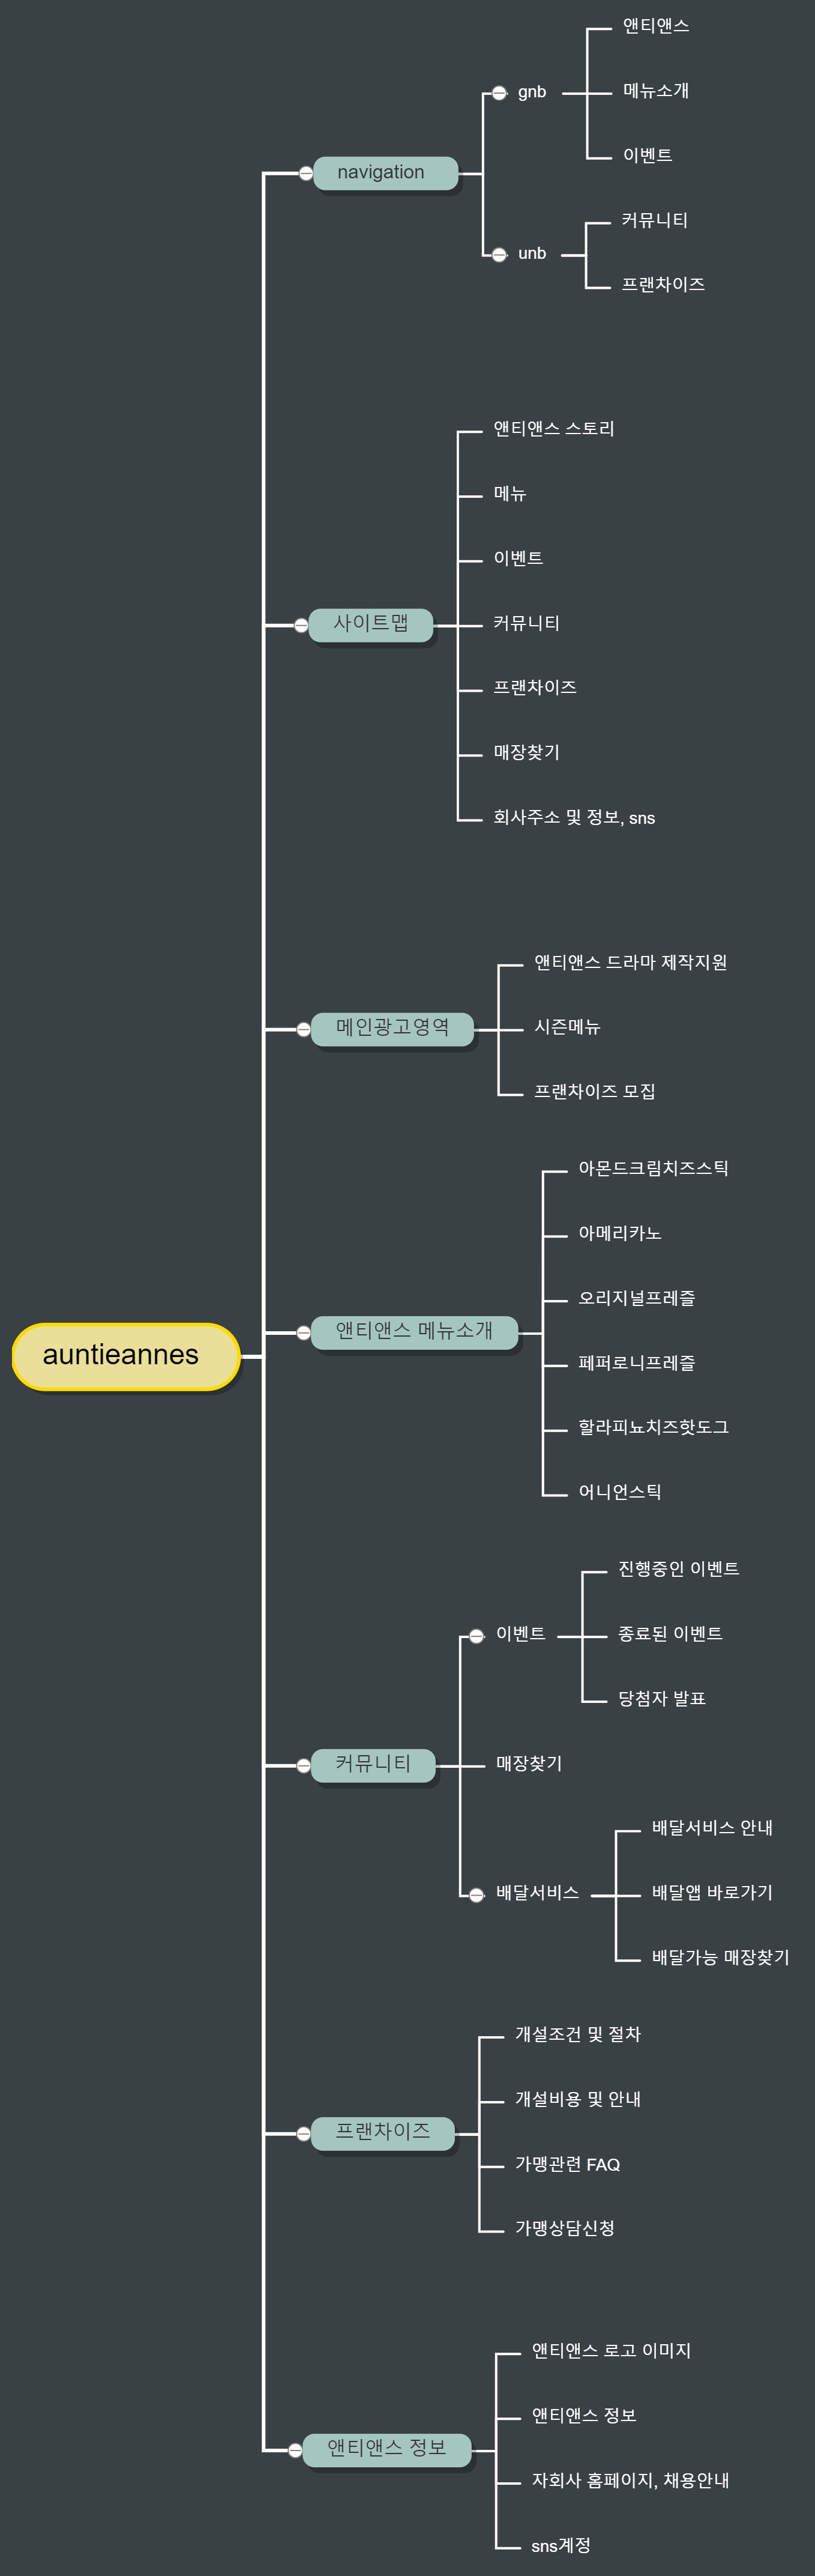 앤티앤스
gnb
메뉴소개
이벤트
navigation
커뮤니티
unb
프랜차이즈
앤티앤스 스토리
메뉴
이벤트
사이트맵
커뮤니티
프랜차이즈
매장찾기
회사주소 및 정보, sns
앤티앤스 드라마 제작지원
메인광고영역
시즌메뉴
프랜차이즈 모집
아몬드크림치즈스틱
아메리카노
오리지널프레즐
앤티앤스 메뉴소개
auntieannes
페퍼로니프레즐
할라피뇨치즈핫도그
어니언스틱
진행중인 이벤트
이벤트
종료된 이벤트
당첨자 발표
커뮤니티
매장찾기
배달서비스 안내
배달서비스
배달앱 바로가기
배달가능 매장찾기
개설조건 및 절차
개설비용 및 안내
프랜차이즈
가맹관련 FAQ
가맹상담신청
앤티앤스 로고 이미지
앤티앤스 정보
앤티앤스 정보
자회사 홈페이지, 채용안내
sns계정